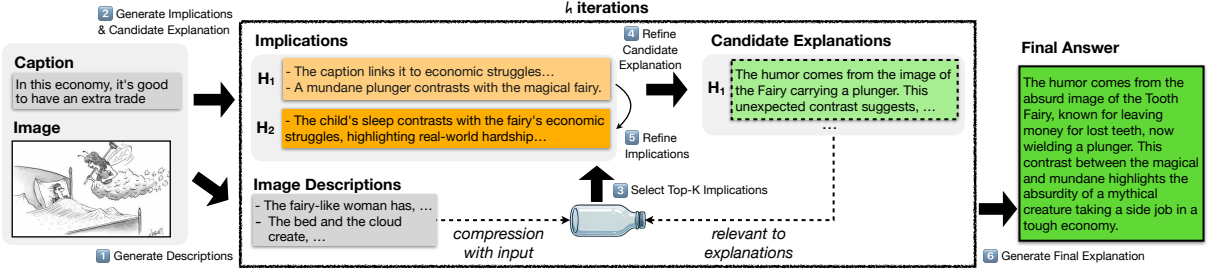 2 Generate Implications
& Candidate Explanation
h iterations
Caption
In this economy, it's good
to have an extra trade
Image
1 Generate Descriptions
Implications
H1
- The caption links it to economic struggles…
- A mundane plunger contrasts with the magical fairy.
H2
- The child's sleep contrasts with the fairy's economic
struggles, highlighting real-world hardship…
4 Refine
Candidate
Explanation
5 Refine
Implications
Candidate Explanations
H1
The humor comes from the image of
the Fairy carrying a plunger. This
unexpected contrast suggests, …
…
Image Descriptions
- The fairy-like woman has, …
- The bed and the cloud
create, …
3 Select Top-K Implications
compression
with input
relevant to
explanations
Final Answer
The humor comes from the
absurd image of the Tooth
Fairy, known for leaving
money for lost teeth, now
wielding a plunger. This
contrast between the magical
and mundane highlights the
absurdity of a mythical
creature taking a side job in a
tough economy.
6 Generate Final Explanation